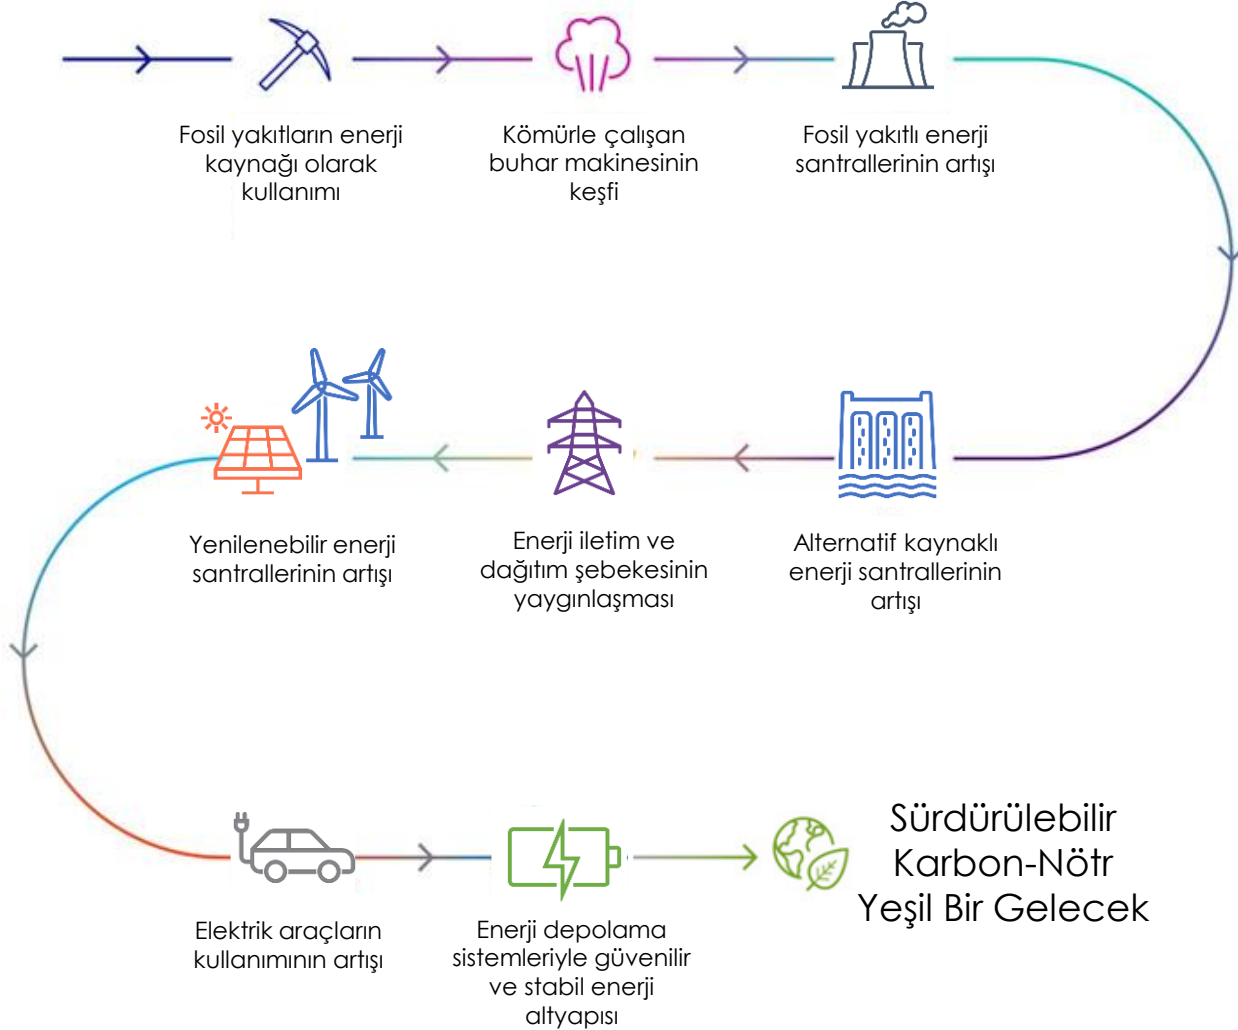 Fosil yakıtların enerji
kaynağı olarak
kullanımı
Kömürle çalışan
buhar makinesinin
keşfi
Fosil yakıtlı enerji
santrallerinin artışı
Alternatif kaynaklı
enerji santrallerinin
artışı
Enerji iletim ve
dağıtım şebekesinin
yaygınlaşması
Yenilenebilir enerji
santrallerinin artışı
Elektrik araçların
kullanımının artışı
Enerji depolama
sistemleriyle güvenilir
ve stabil enerji
altyapısı
Sürdürülebilir
Karbon-Nötr
Yeşil Bir Gelecek